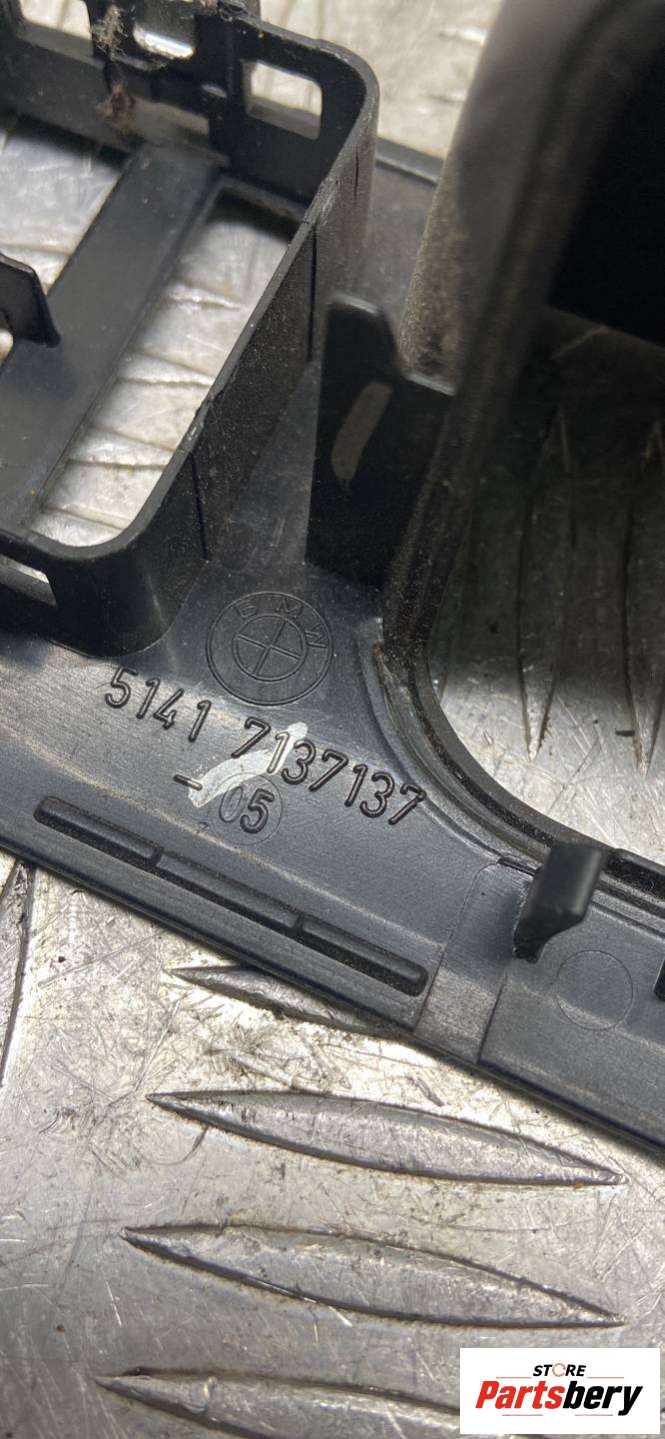 BMW
5141 7137137
- 05
STORE
Partsbery